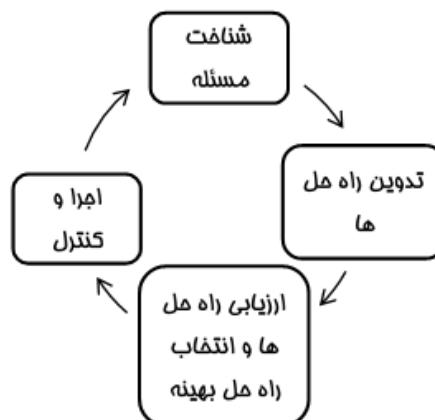 شناخت
مسئله
تدوین راه حل
ها
ارزیابی راه حل
ها و انتخاب
راه حل بهینه
اجرا و
کنترل